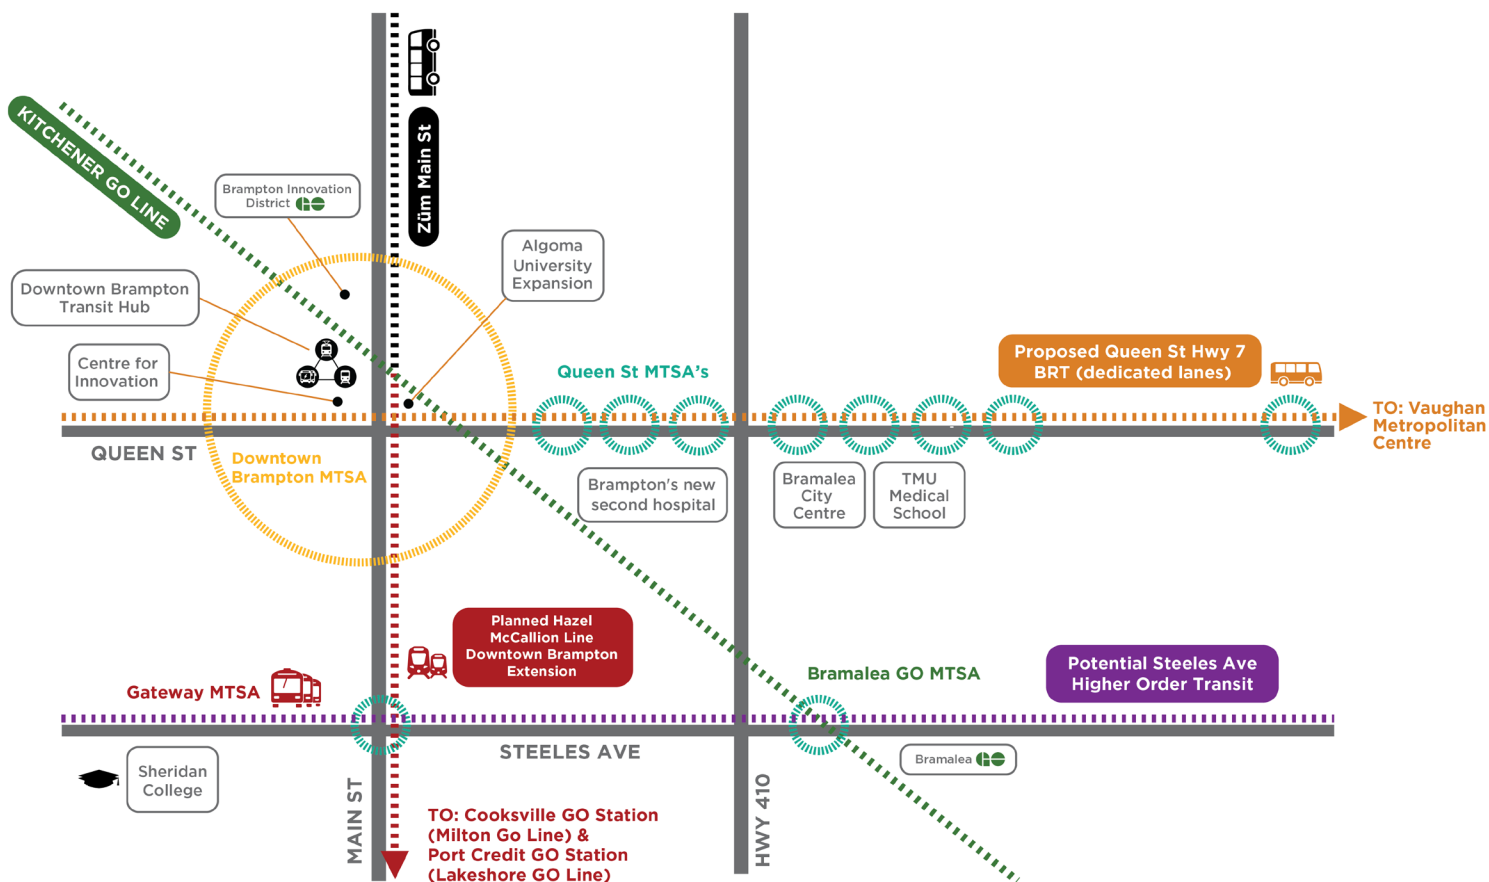 KITCHENER GO LINE
Züm Main St
Brampton Innovation
District GO
Algoma
University
Expansion
Downtown Brampton
Transit Hub
Centre for
Innovation
Queen St MTSA's
Proposed Queen St Hwy 7
BRT (dedicated lanes)
TO: Vaughan
Metropolitan
Centre
QUEEN ST
Downtown
Brampton MTSA
Brampton's new
second hospital
Bramalea
City
Centre
TMU
Medical
School
Planned Hazel
McCallion Line
Downtown Brampton
Extension
Gateway MTSA
Bramalea GO MTSA
Potential Steeles Ave
Higher Order Transit
STEELES AVE
Bramalea GO
Sheridan
College
MAIN ST
HWY 410
TO: Cooksville GO Station
(Milton Go Line) &
Port Credit GO Station
(Lakeshore GO Line)